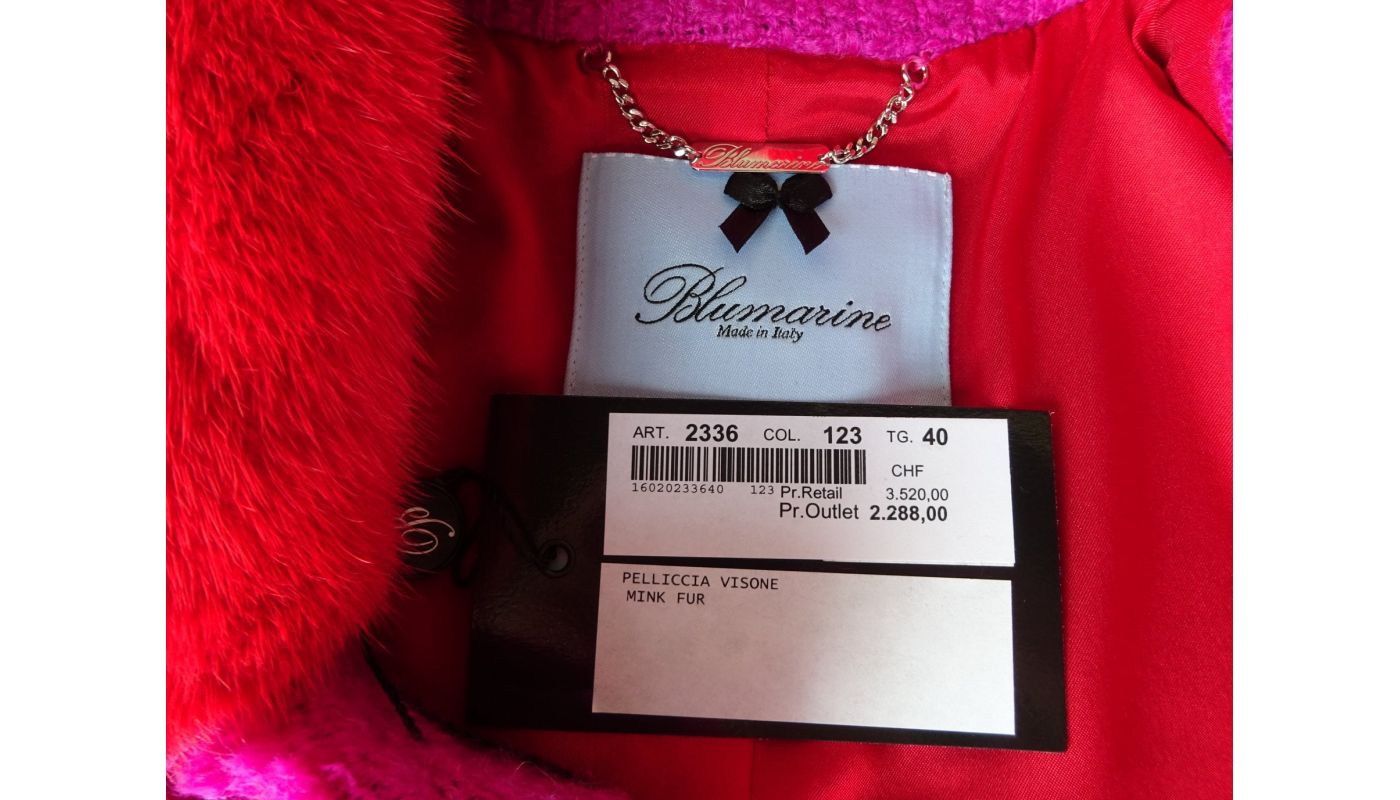 Blumarine
Blumarine
Made in Italy
ART. 2336 COL. 123 TG. 40
CHF
16020233640 123 Pr.Retail 3.520,00
Pr.Outlet 2.288,00
PELLICCIA VISONE
MINK FUR